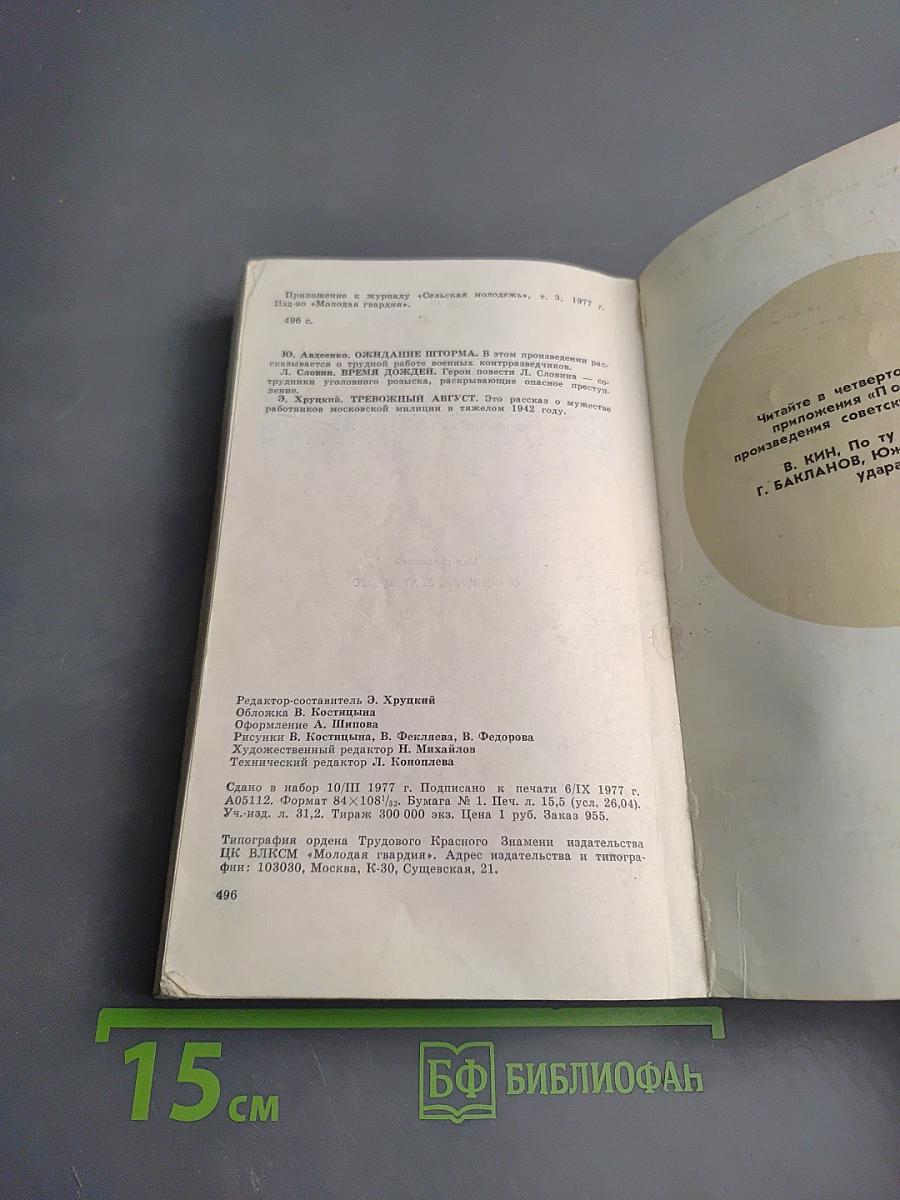 Приложение к журналу «Сельская молодежь», т. 3, 1977 г.
Изд-во «Молодая гвардия».
496 с.
Ю. Авдеенко. ОЖИДАНИЕ ШТОРМА. В этом произведении рас-
сказывается о трудной работе военных контрразведчиков.
Л. Словин. ВРЕМЯ ДОЖДЕЙ. Герои повести Л. Словина — со-
трудники уголовного розыска, раскрывающие опасное преступ-
ление.
Э. Хруцкий. ТРЕВОЖНЫЙ АВГУСТ. Это рассказ о мужестве
работников московской милиции в тяжелом 1942 году.
Редактор-составитель Э. Хруцкий
Обложка В. Костицына
Оформление А. Шипова
Рисунки В. Костицына, В. Фекляева, В. Федорова
Художественный редактор Н. Михайлов
Технический редактор Л. Коноплева
Сдано в набор 10/III 1977 г. Подписано к печати 6/IX 1977 г.
А05112. Формат 84×108¹/₃₂. Бумага № 1. Печ. л. 15,5 (усл. 26,04).
Уч.-изд. л. 31,2. Тираж 300 000 экз. Цена 1 руб. Заказ 955.
Типография ордена Трудового Красного Знамени издательства
ЦК ВЛКСМ «Молодая гвардия». Адрес издательства и типогра-
фии: 103030, Москва, К-30, Сущевская, 21.
496
Читайте в четверто
приложения «По
произведения советск
В. КИН, По ту
Г. БАКЛАНОВ, Юж
удара
15 см
БФ БИБЛИОФАН